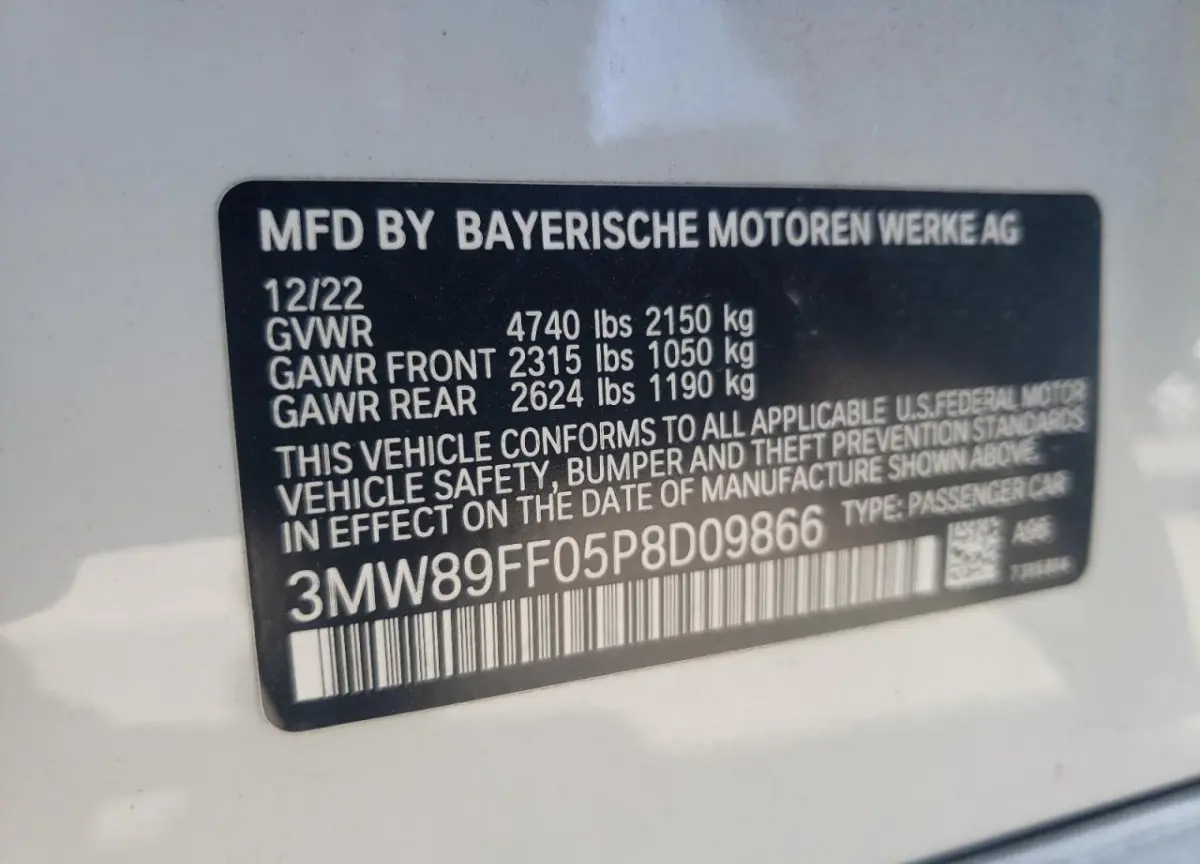 MFD BY BAYERISCHE MOTOREN WERKE AG
12/22
GVWR 4740 lbs 2150 kg
GAWR FRONT 2315 lbs 1050 kg
GAWR REAR 2624 lbs 1190 kg
THIS VEHICLE CONFORMS TO ALL APPLICABLE U.S.FEDERAL MOTOR
VEHICLE SAFETY, BUMPER AND THEFT PREVENTION STANDARDS
IN EFFECT ON THE DATE OF MANUFACTURE SHOWN ABOVE.
3MW89FF05P8D09866 TYPE: PASSENGER CAR